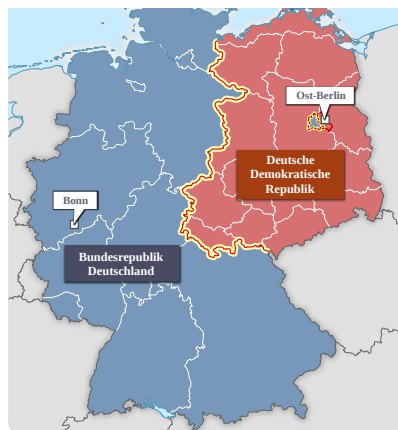 Ost-Berlin
Deutsche
Demokratische
Republik
Bonn
Bundesrepublik
Deutschland